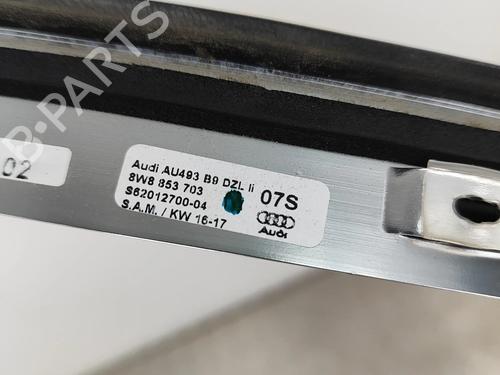 B-PARTS
02
Audi AU493 B9 DZL li
8W8 853 703
S62012700-04
S.A.M. / KW 16-17
07S
Audi